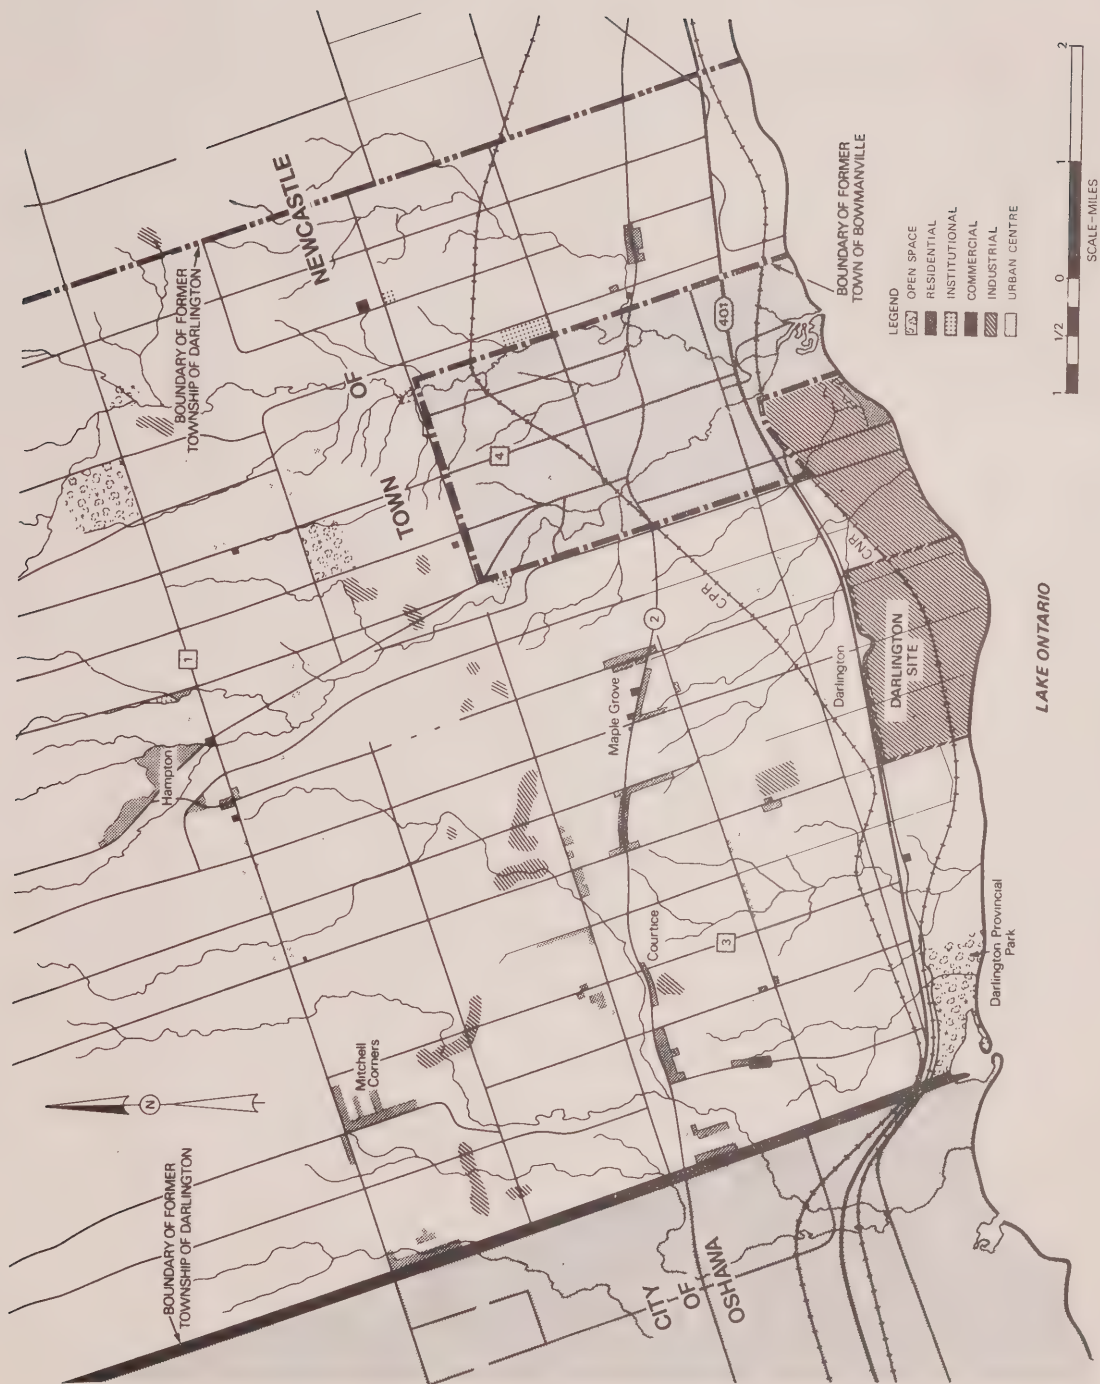 BOUNDARY OF FORMER
TOWNSHIP OF DARLINGTON
N
CITY
OF
OSHAWA
Mitchell
Corners
Hampton
1
Courtice
3
Maple Grove
2
CPR
Darlington
DARLINGTON
SITE
CNR
Darlington Provincial
Park
LAKE ONTARIO
TOWN
OF
NEWCASTLE
4
BOUNDARY OF FORMER
TOWNSHIP OF DARLINGTON
401
BOUNDARY OF FORMER
TOWN OF BOWMANVILLE
LEGEND
OPEN SPACE
RESIDENTIAL
INSTITUTIONAL
COMMERCIAL
INDUSTRIAL
URBAN CENTRE
1 1/2 0 1 2
SCALE-MILES